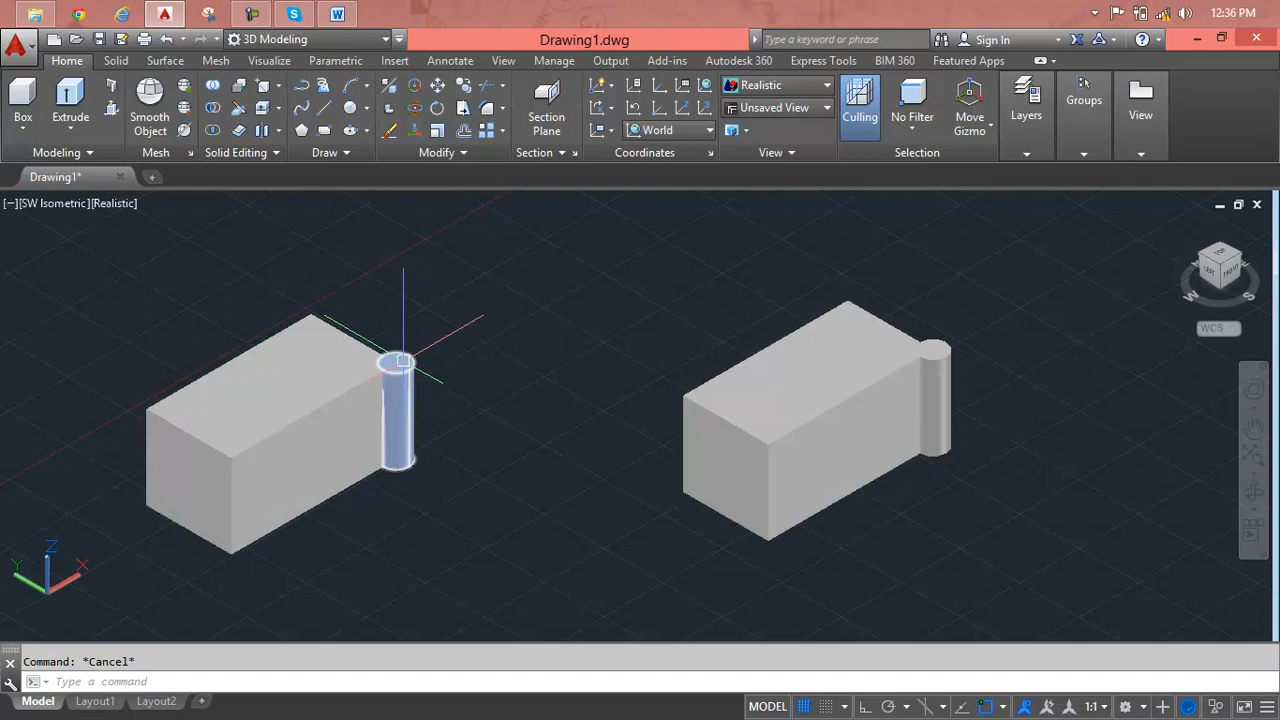 12:36 PM
3D Modeling
Drawing1.dwg
Type a keyword or phrase
Sign In
Home Solid Surface Mesh Visualize Parametric Insert Annotate View Manage Output Add-ins Autodesk 360 Express Tools BIM 360 Featured Apps
Box
Extrude
Smooth Object
Section Plane
World
Realistic
Unsaved View
Culling
No Filter
Move Gizmo
Layers
Groups
View
Modeling Mesh Solid Editing Draw Modify Section Coordinates View Selection
Drawing1*
[−][SW Isometric][Realistic]
TOP
LEFT
FRONT
W
S
WCS
Z
Y
X
Command: *Cancel*
Type a command
Model Layout1 Layout2
MODEL
1:1